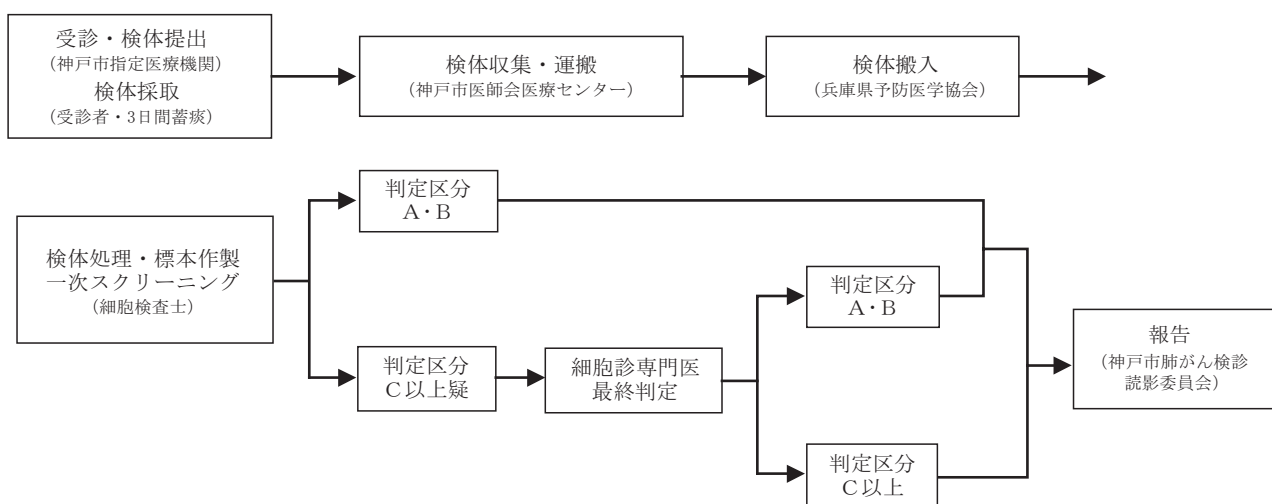 受診・検体提出
(神戸市指定医療機関)
検体採取
(受診者・3日間蓄痰)
検体収集・運搬
(神戸市医師会医療センター)
検体搬入
(兵庫県予防医学協会)
検体処理・標本作製
一次スクリーニング
(細胞検査士)
判定区分
A・B
判定区分
C以上疑
細胞診専門医
最終判定
判定区分
A・B
判定区分
C以上
報告
(神戸市肺がん検診
読影委員会)